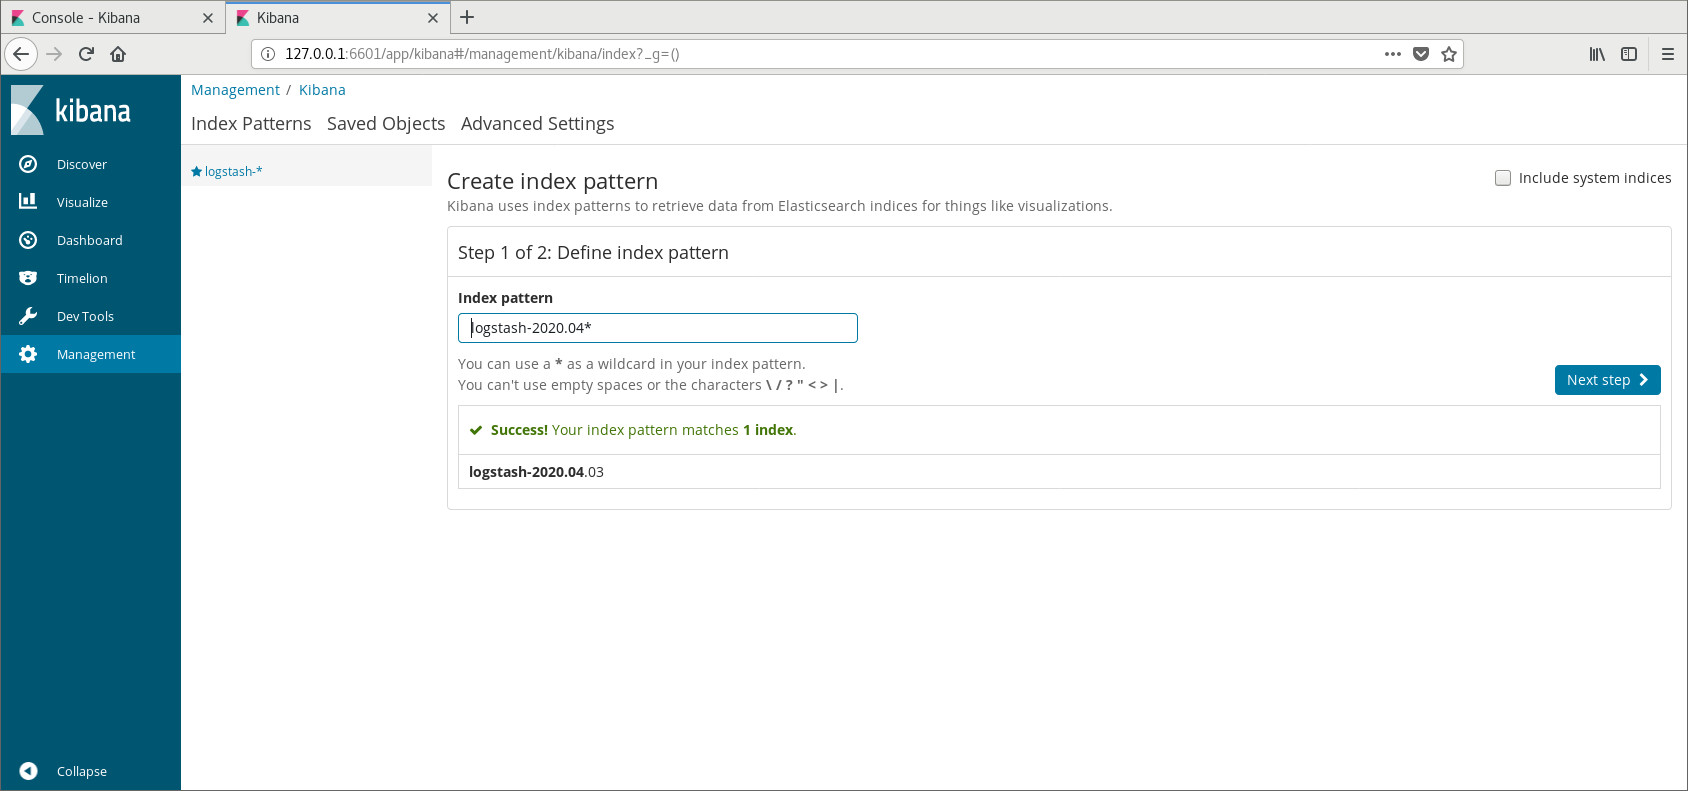 Console - Kibana
Kibana
127.0.0.1:6601/app/kibana#/management/kibana/index?_g=()
kibana
Discover
Visualize
Dashboard
Timelion
Dev Tools
Management
Collapse
Management / Kibana
Index Patterns Saved Objects Advanced Settings
logstash-*
Create index pattern
Include system indices
Kibana uses index patterns to retrieve data from Elasticsearch indices for things like visualizations.
Step 1 of 2: Define index pattern
Index pattern
logstash-2020.04*
You can use a * as a wildcard in your index pattern.
You can't use empty spaces or the characters \ / ? " < > |.
Next step
Success! Your index pattern matches 1 index.
logstash-2020.04.03